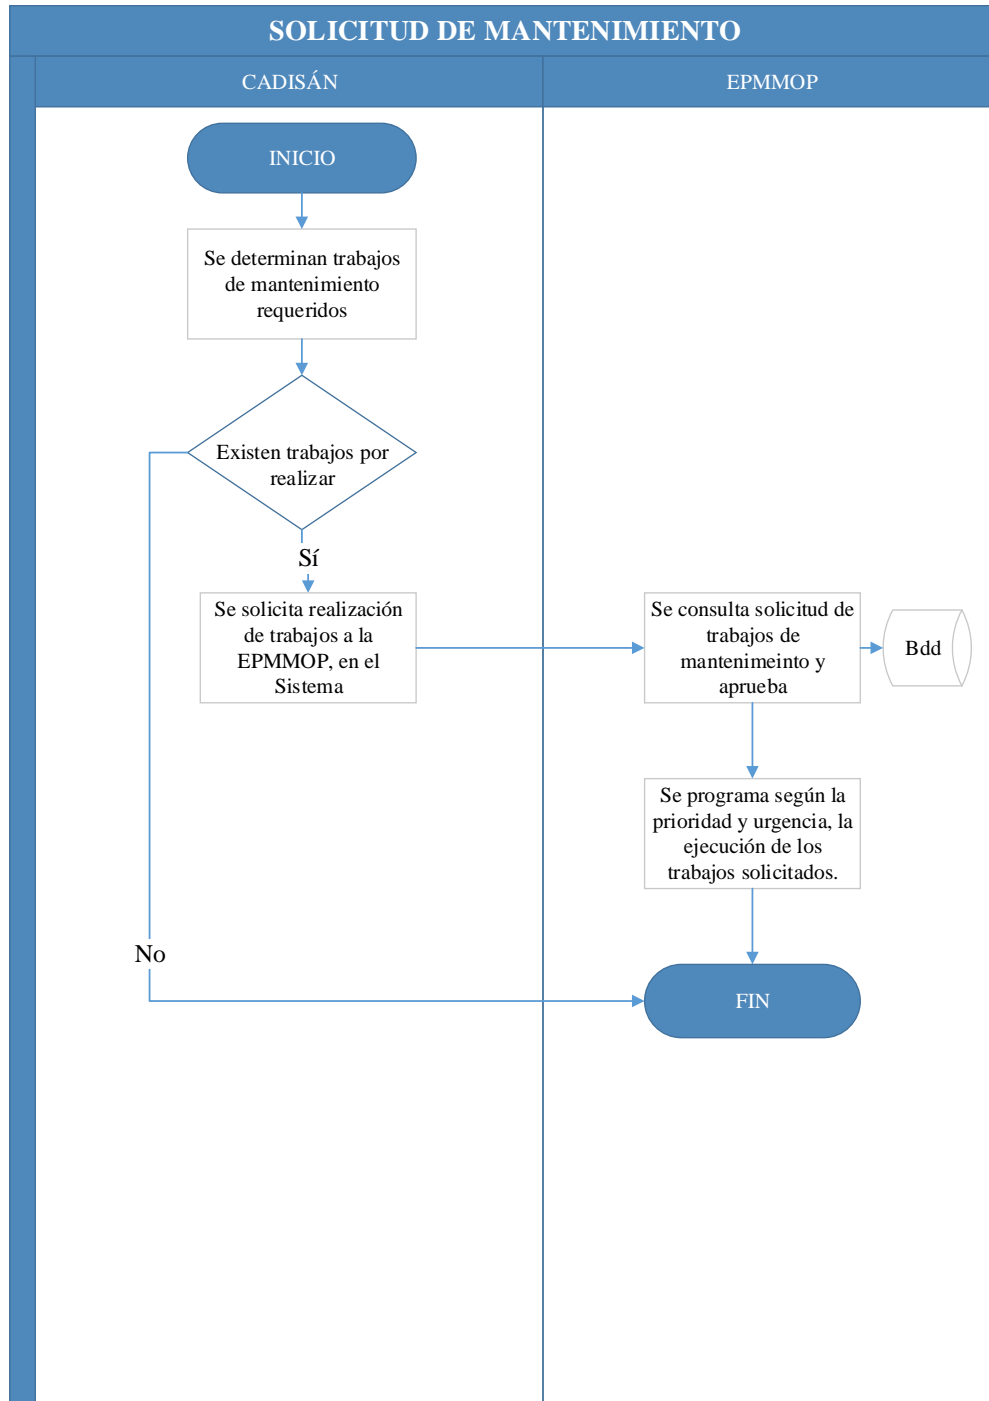 SOLICITUD DE MANTENIMIENTO
CADISÁN
EPMMOP
INICIO
Se determinan trabajos
de mantenimiento
requeridos
Existen trabajos por
realizar
Sí
Se solicita realización
de trabajos a la
EPMMOP, en el
Sistema
Se consulta solicitud de
trabajos de
mantenimeinto y
aprueba
Bdd
Se programa según la
prioridad y urgencia, la
ejecución de los
trabajos solicitados.
No
FIN